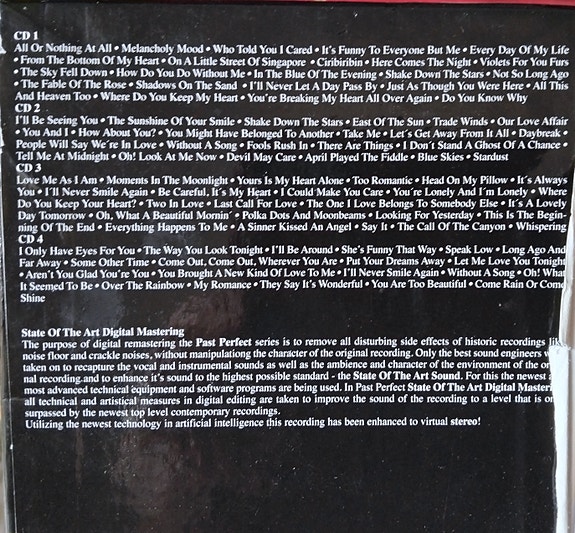 CD 1
All Or Nothing At All • Melancholy Mood • Who Told You I Cared • It's Funny To Everyone But Me • Every Day Of My Life
• From The Bottom Of My Heart • On A Little Street Of Singapore • Ciribiribin • Here Comes The Night • Violets For You Furs
• The Sky Fell Down • How Do You Do Without Me • In The Blue Of The Evening • Shake Down The Stars • Not So Long Ago
• The Fable Of The Rose • Shadows On The Sand • I'll Never Let A Day Pass By • Just As Though You Were Here • All This
And Heaven Too • Where Do You Keep My Heart • You're Breaking My Heart All Over Again • Do You Know Why
CD 2
I'll Be Seeing You • The Sunshine Of Your Smile • Shake Down The Stars • East Of The Sun • Trade Winds • Our Love Affair
• You And I • How About You? • You Might Have Belonged To Another • Take Me • Let´s Get Away From It All • Daybreak •
People Will Say We´re In Love • Without A Song • Fools Rush In • There Are Things • I Don´t Stand A Ghost Of A Chance •
Tell Me At Midnight • Oh! Look At Me Now • Devil May Care • April Played The Fiddle • Blue Skies • Stardust
CD 3
Love Me As I Am • Moments In The Moonlight • Yours Is My Heart Alone • Too Romantic • Head On My Pillow • It's Always
You • I´ll Never Smile Again • Be Careful, It's My Heart • I Could Make You Care • You're Lonely And I´m Lonely • Where
Do You Keep Your Heart? • Two In Love • Last Call For Love • The One I Love Belongs To Somebody Else • It's A Lovely
Day Tomorrow • Oh, What A Beautiful Mornin´ • Polka Dots And Moonbeams • Looking For Yesterday • This Is The Begin-
ning Of The End • Everything Happens To Me • A Sinner Kissed An Angel • Say It • The Call Of The Canyon • Whispering
CD 4
I Only Have Eyes For You • The Way You Look Tonight • I'll Be Around • She's Funny That Way • Speak Low • Long Ago And
Far Away • Some Other Time • Come Out, Come Out, Wherever You Are • Put Your Dreams Away • Let Me Love You Tonight
• Aren't You Glad You're You • You Brought A New Kind Of Love To Me • I'll Never Smile Again • Without A Song • Oh! What
It Seemed To Be • Over The Rainbow • My Romance • They Say It's Wonderful • You Are Too Beautiful • Come Rain Or Come
Shine
State Of The Art Digital Mastering
The purpose of digital remastering the Past Perfect series is to remove all disturbing side effects of historic recordings
noise floor and crackle noises, without manipulationg the character of the original recording. Only the best sound engineers
taken on to recapture the vocal and instrumental sounds as well as the ambience and character of the environment of the
nal recording.and to enhance it's sound to the highest possible standard - the State Of The Art Sound. For this the newest
most advanced technical equipment and software programs are being used. In Past Perfect State Of The Art Digital
all technical and artistical measures in digital editing are taken to improve the sound of the recording to a level that is
surpassed by the newest top level contemporary recordings.
Utilizing the newest technology in artificial intelligence this recording has been enhanced to virtual stereo!